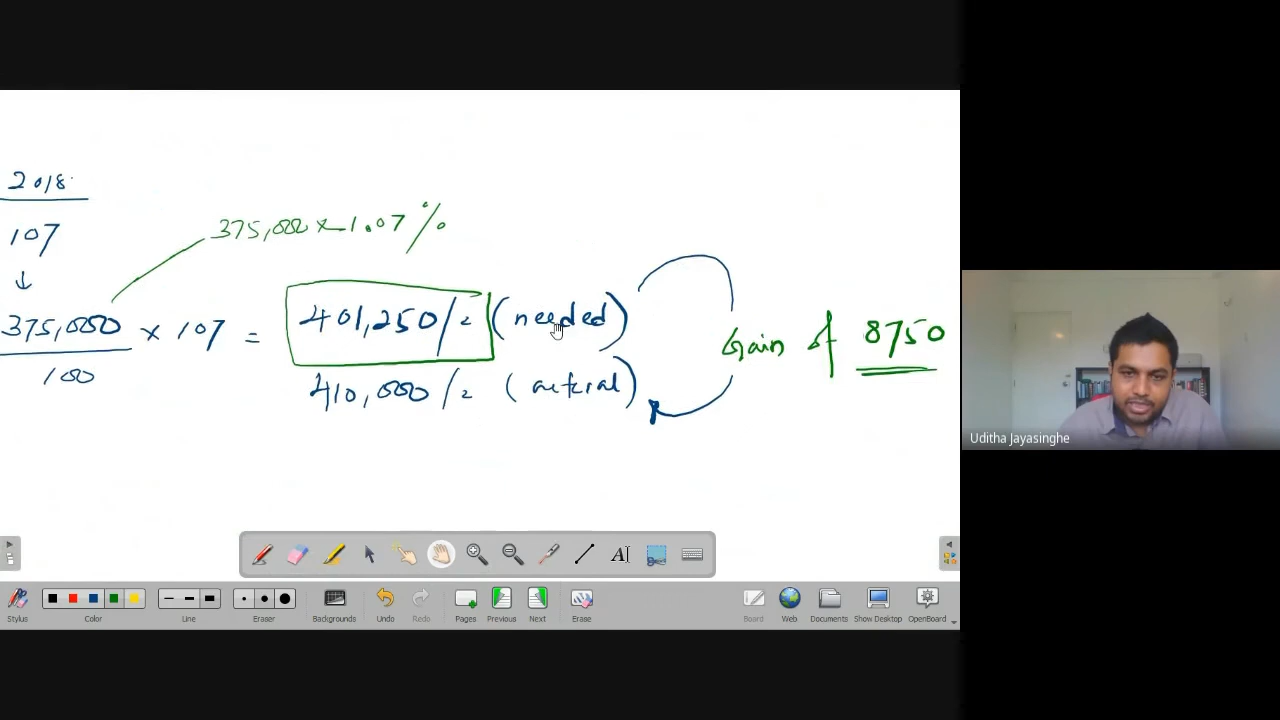 2018
107
375,000 × 1.07 %
↓
375,000 × 107 = 401,250/= (needed)
100
410,000/= (actual)
Gain of 8750
Uditha Jayasinghe
A
Stylus
Color
Line
Eraser
Backgrounds
Undo
Redo
Pages
Previous
Next
Erase
Board
Web
Documents
Show Desktop
OpenBoard